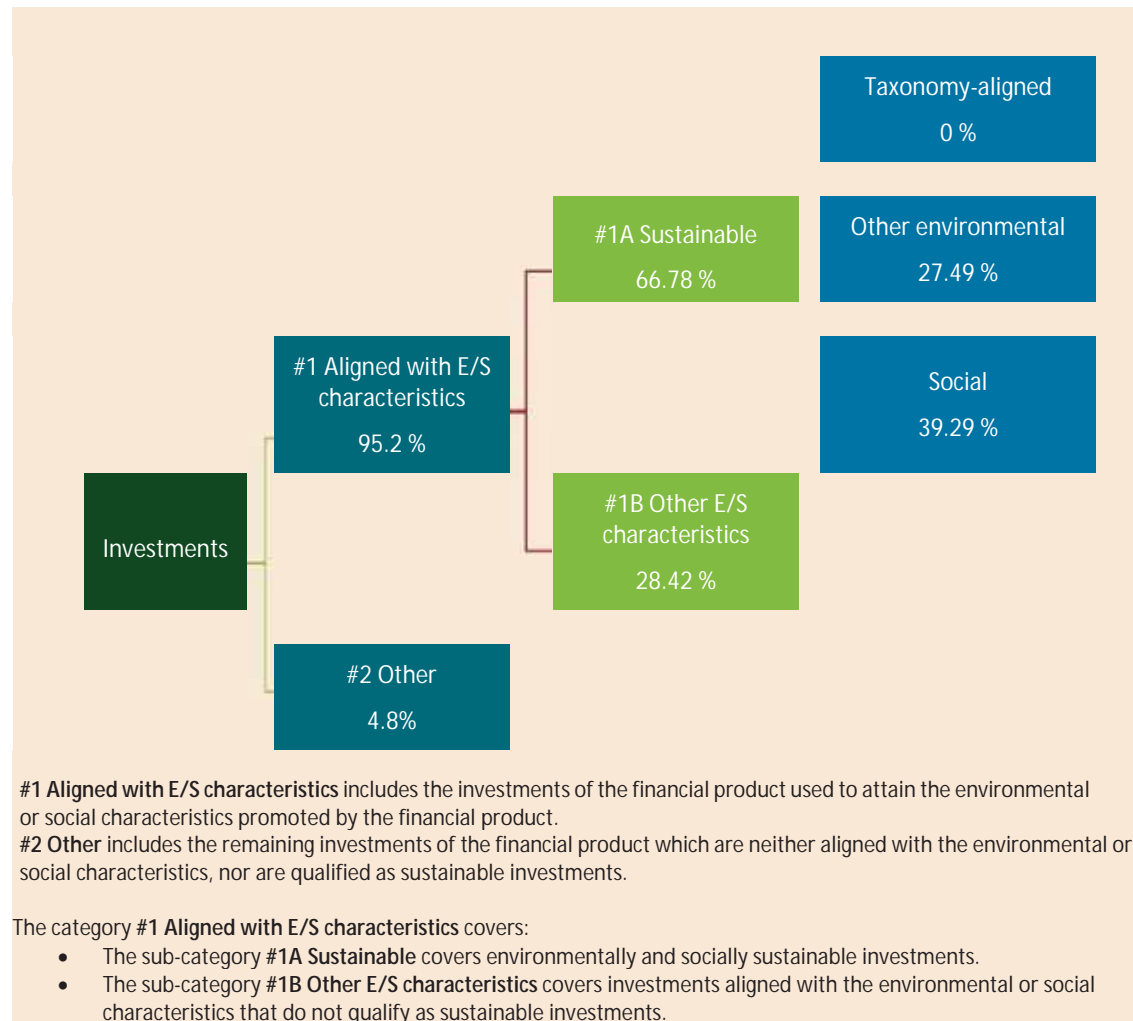 Taxonomy-aligned
0 %
#1A Sustainable
66.78 %
Other environmental
27.49 %
#1 Aligned with E/S
characteristics
95.2 %
Social
39.29 %
Investments
#1B Other E/S
characteristics
28.42 %
#2 Other
4.8%
#1 Aligned with E/S characteristics includes the investments of the financial product used to attain the environmental
or social characteristics promoted by the financial product.
#2 Other includes the remaining investments of the financial product which are neither aligned with the environmental or
social characteristics, nor are qualified as sustainable investments.
The category #1 Aligned with E/S characteristics covers:
• The sub-category #1A Sustainable covers environmentally and socially sustainable investments.
• The sub-category #1B Other E/S characteristics covers investments aligned with the environmental or social
characteristics that do not qualify as sustainable investments.